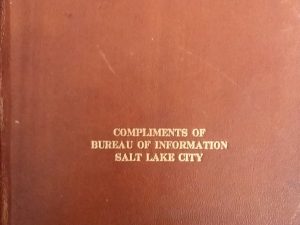 COMPLIMENTS OF
BUREAU OF INFORMATION
SALT LAKE CITY